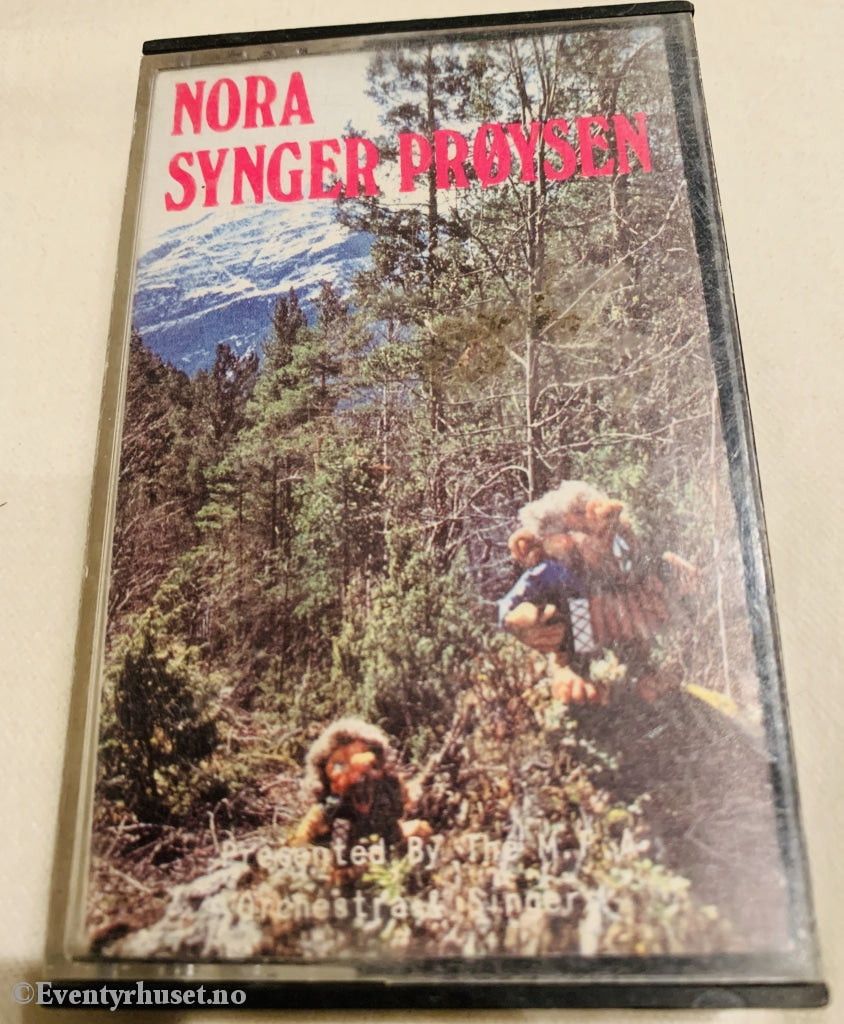 NORA
SYNGER PRØYSEN
Presented By The M.
Orchestra & Singers
©Eventyrhuset.no